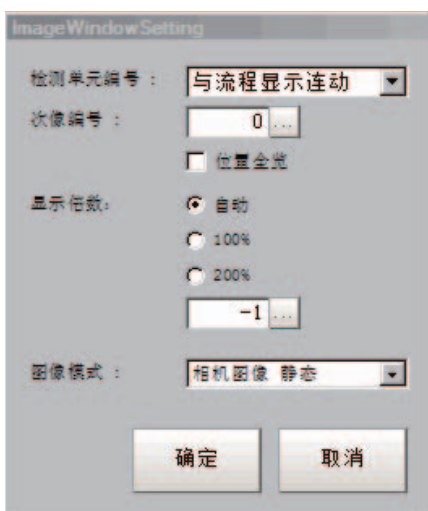 ImageWindowSetting
检测单元编号 : 与流程显示连动
次像编号 : 0 ...
位置全览
显示倍数: 自动
100%
200%
-1 ...
图像模式 : 相机图像 静态
确定 取消